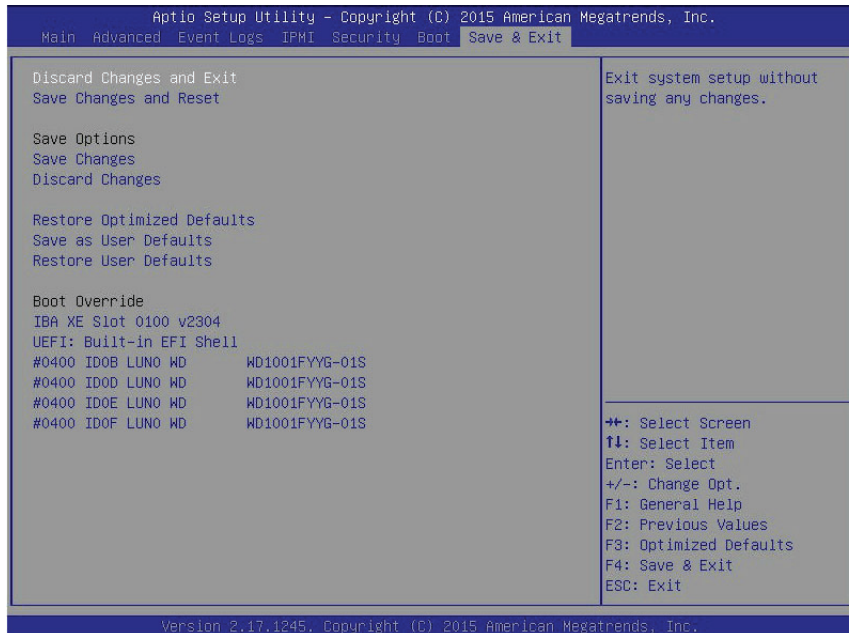 Aptio Setup Utility – Copyright (C) 2015 American Megatrends, Inc.
Main Advanced Event Logs IPMI Security Boot Save & Exit
Discard Changes and Exit
Save Changes and Reset
Save Options
Save Changes
Discard Changes
Restore Optimized Defaults
Save as User Defaults
Restore User Defaults
Boot Override
IBA XE Slot 0100 v2304
UEFI: Built-in EFI Shell
#0400 ID0B LUN0 WD WD1001FYYG-01S
#0400 ID0D LUN0 WD WD1001FYYG-01S
#0400 ID0E LUN0 WD WD1001FYYG-01S
#0400 ID0F LUN0 WD WD1001FYYG-01S
Exit system setup without
saving any changes.
→←: Select Screen
↑↓: Select Item
Enter: Select
+/-: Change Opt.
F1: General Help
F2: Previous Values
F3: Optimized Defaults
F4: Save & Exit
ESC: Exit
Version 2.17.1245. Copyright (C) 2015 American Megatrends, Inc.